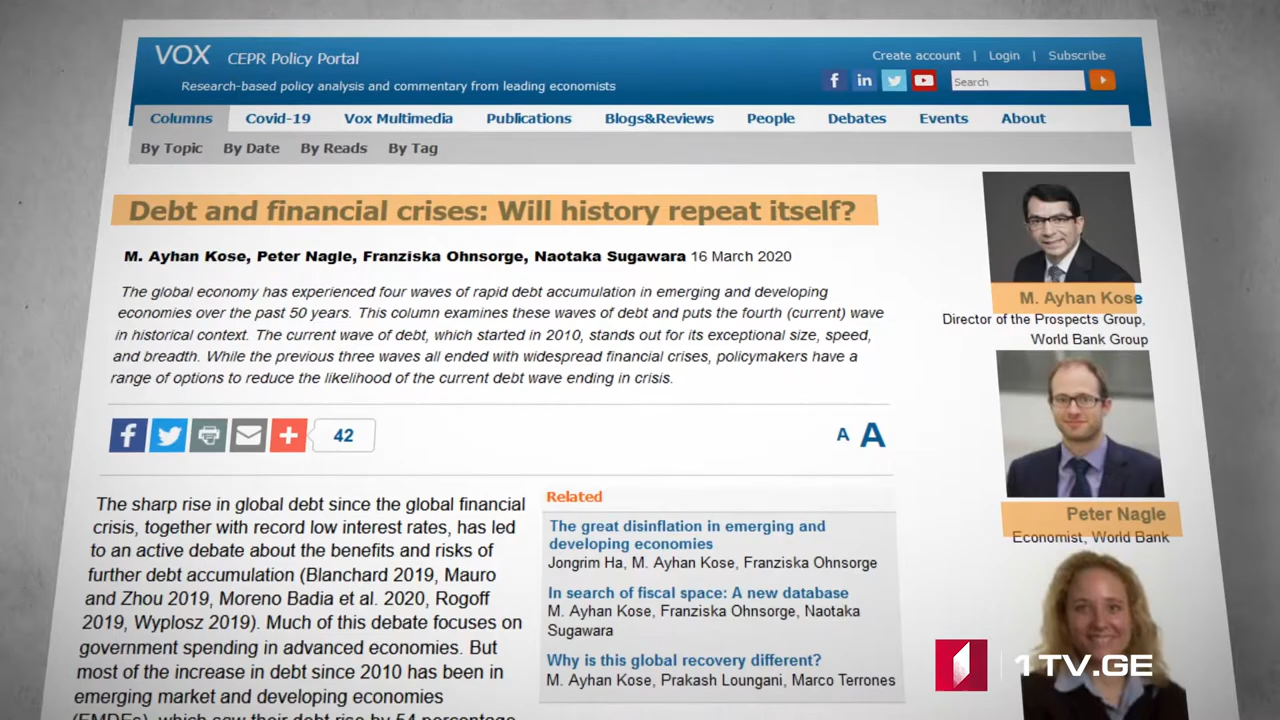 VOX CEPR Policy Portal
Research-based policy analysis and commentary from leading economists
Create account | Login | Subscribe
Search
Columns Covid-19 Vox Multimedia Publications Blogs&Reviews People Debates Events About
By Topic By Date By Reads By Tag
Debt and financial crises: Will history repeat itself?
M. Ayhan Kose, Peter Nagle, Franziska Ohnsorge, Naotaka Sugawara 16 March 2020
The global economy has experienced four waves of rapid debt accumulation in emerging and developing
economies over the past 50 years. This column examines these waves of debt and puts the fourth (current) wave
in historical context. The current wave of debt, which started in 2010, stands out for its exceptional size, speed,
and breadth. While the previous three waves all ended with widespread financial crises, policymakers have a
range of options to reduce the likelihood of the current debt wave ending in crisis.
42
A A
The sharp rise in global debt since the global financial
crisis, together with record low interest rates, has led
to an active debate about the benefits and risks of
further debt accumulation (Blanchard 2019, Mauro
and Zhou 2019, Moreno Badia et al. 2020, Rogoff
2019, Wyplosz 2019). Much of this debate focuses on
government spending in advanced economies. But
most of the increase in debt since 2010 has been in
emerging market and developing economies
(EMDEs), which saw their debt rise by 54 percentage
Related
The great disinflation in emerging and
developing economies
Jongrim Ha, M. Ayhan Kose, Franziska Ohnsorge
In search of fiscal space: A new database
M. Ayhan Kose, Franziska Ohnsorge, Naotaka
Sugawara
Why is this global recovery different?
M. Ayhan Kose, Prakash Loungani, Marco Terrones
M. Ayhan Kose
Director of the Prospects Group,
World Bank Group
Peter Nagle
Economist, World Bank
1TV.GE